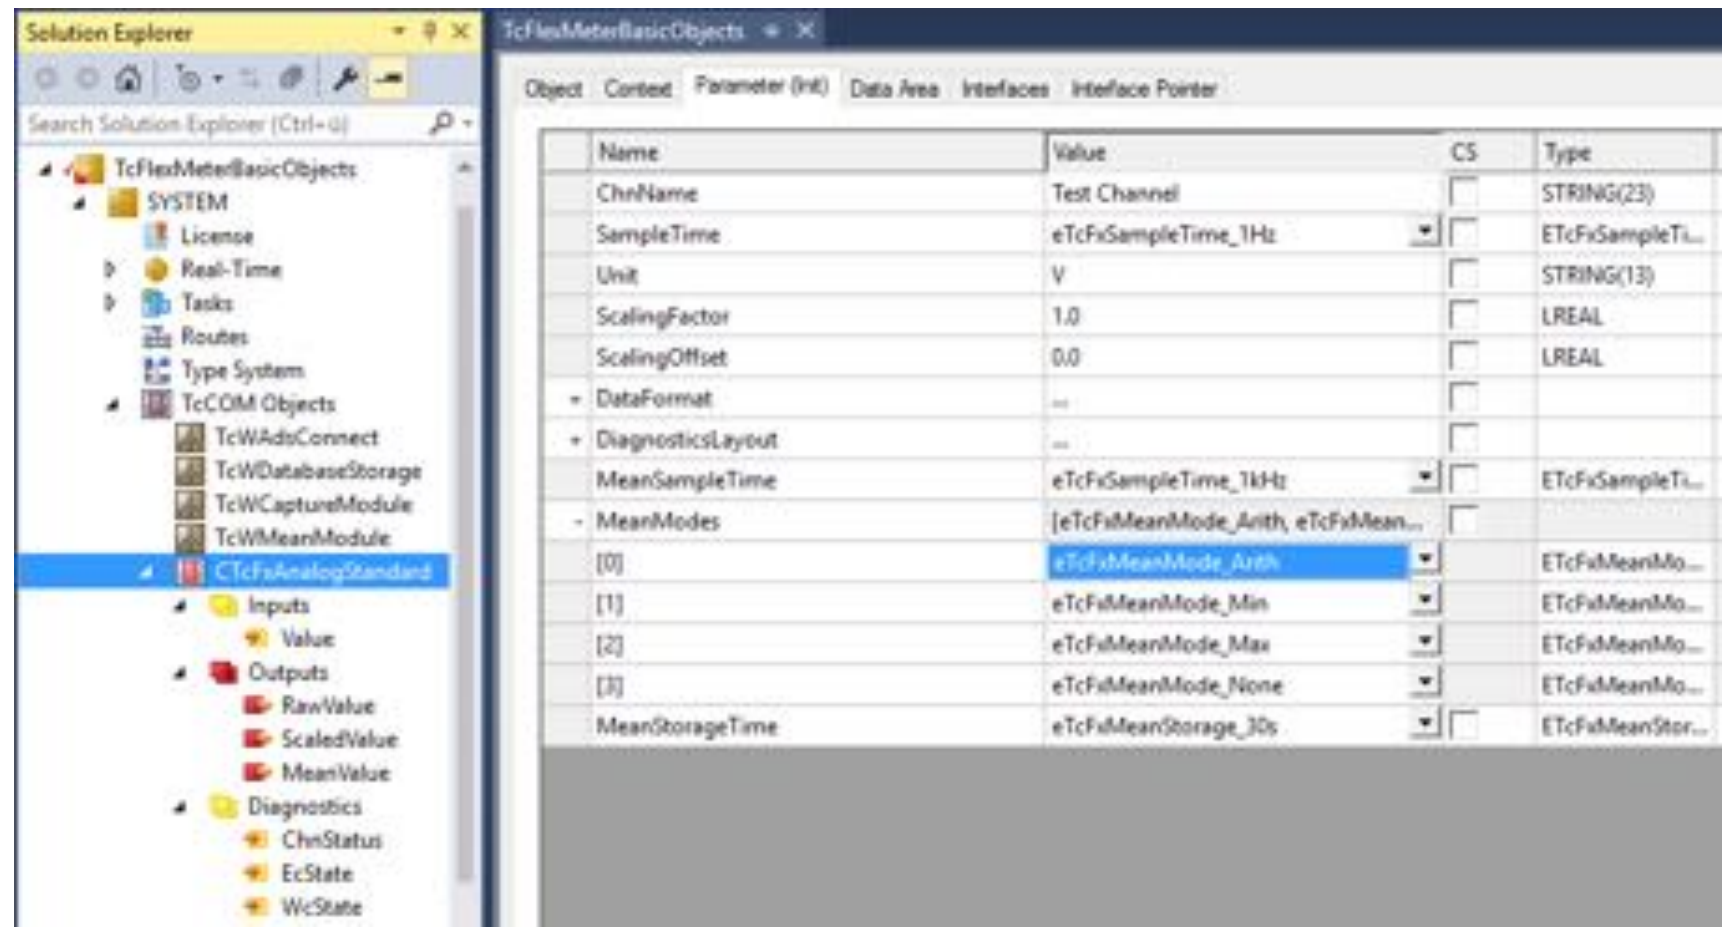 Solution Explorer
Search Solution Explorer (Ctrl+ü)
TcFlexMeterBasicObjects
SYSTEM
License
Real-Time
Tasks
Routes
Type System
TcCOM Objects
TcWAdsConnect
TcWDatabaseStorage
TcWCaptureModule
TcWMeanModule
CTcFxAnalogStandard
Inputs
Value
Outputs
RawValue
ScaledValue
MeanValue
Diagnostics
ChnStatus
EcState
WcState
TcFlexMeterBasicObjects
Object Context Parameter (Init) Data Area Interfaces Interface Pointer
Name Value CS Type
ChnName Test Channel STRING(23)
SampleTime eTcFxSampleTime_1Hz ETcFxSampleTi...
Unit V STRING(13)
ScalingFactor 1.0 LREAL
ScalingOffset 0.0 LREAL
+ DataFormat ...
+ DiagnosticsLayout ...
MeanSampleTime eTcFxSampleTime_1kHz ETcFxSampleTi...
- MeanModes [eTcFxMeanMode_Arith, eTcFxMean...
[0] eTcFxMeanMode_Arith ETcFxMeanMo...
[1] eTcFxMeanMode_Min ETcFxMeanMo...
[2] eTcFxMeanMode_Max ETcFxMeanMo...
[3] eTcFxMeanMode_None ETcFxMeanMo...
MeanStorageTime eTcFxMeanStorage_30s ETcFxMeanStor...